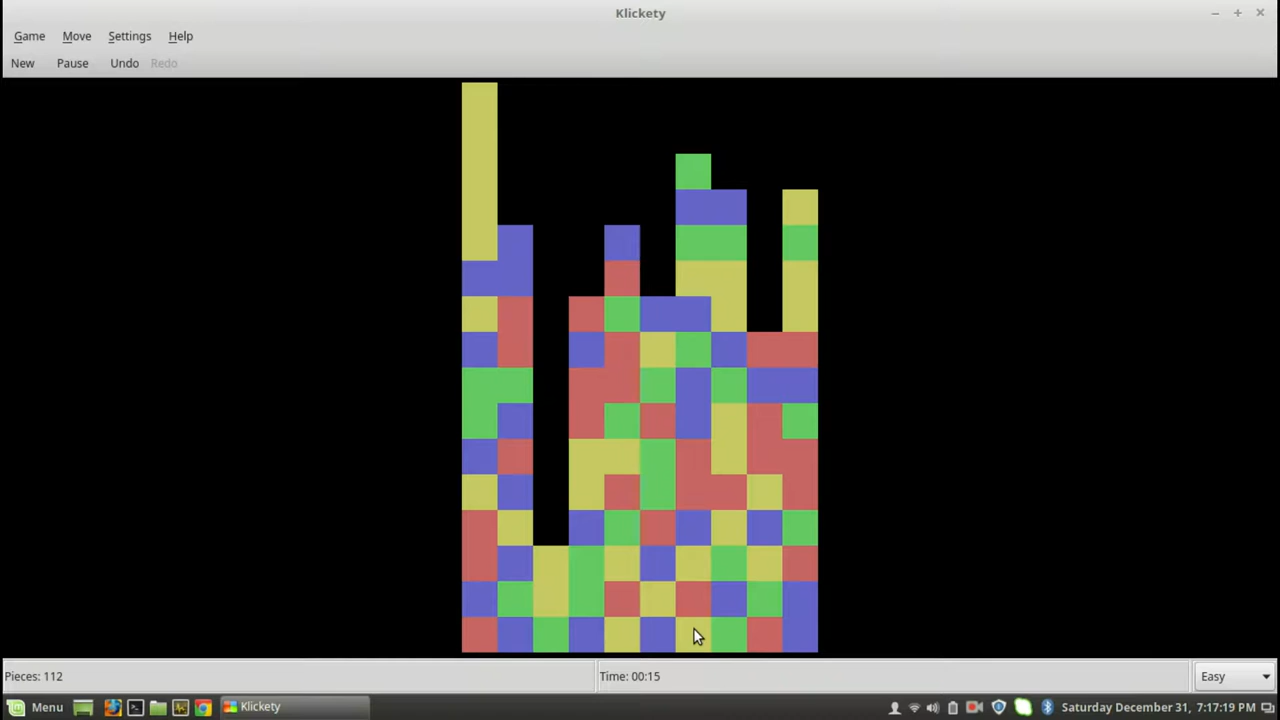 Klickety
Game Move Settings Help
New Pause Undo Redo
Pieces: 112 Time: 00:15 Easy
Menu Klickety Saturday December 31, 7:17:19 PM